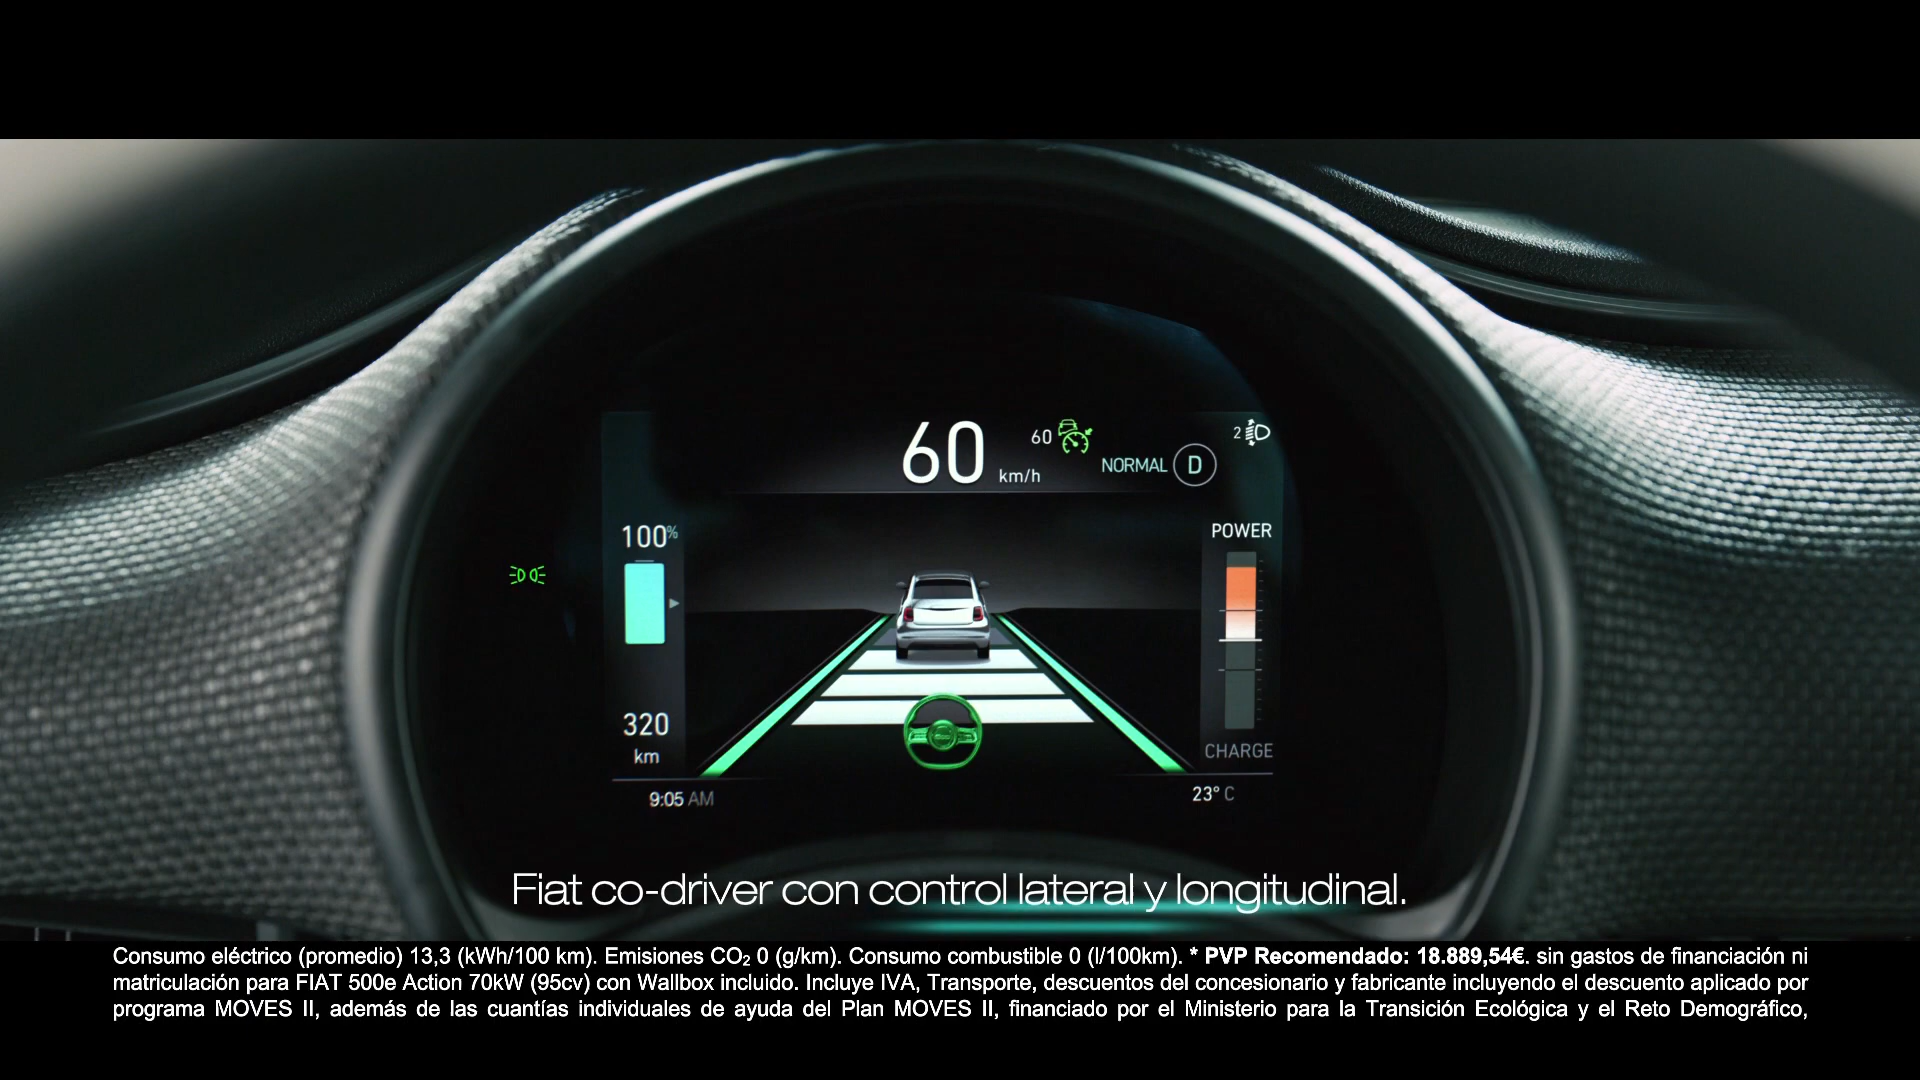 60 km/h
60
NORMAL D
2
100%
POWER
320
km
CHARGE
9:05 AM
23° C
Fiat co-driver con control lateral y longitudinal.
Consumo eléctrico (promedio) 13,3 (kWh/100 km). Emisiones CO₂ 0 (g/km). Consumo combustible 0 (l/100km). * PVP Recomendado: 18.889,54€. sin gastos de financiación ni
matriculación para FIAT 500e Action 70kW (95cv) con Wallbox incluido. Incluye IVA, Transporte, descuentos del concesionario y fabricante incluyendo el descuento aplicado por
programa MOVES II, además de las cuantías individuales de ayuda del Plan MOVES II, financiado por el Ministerio para la Transición Ecológica y el Reto Demográfico,